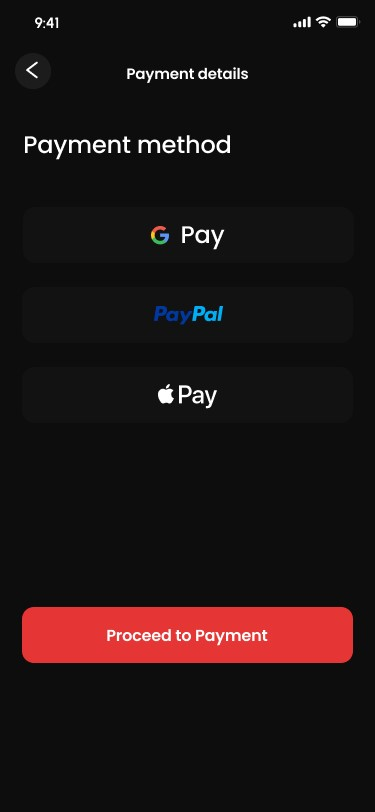 9:41
Payment details
Payment method
G Pay
PayPal
Pay
Proceed to Payment